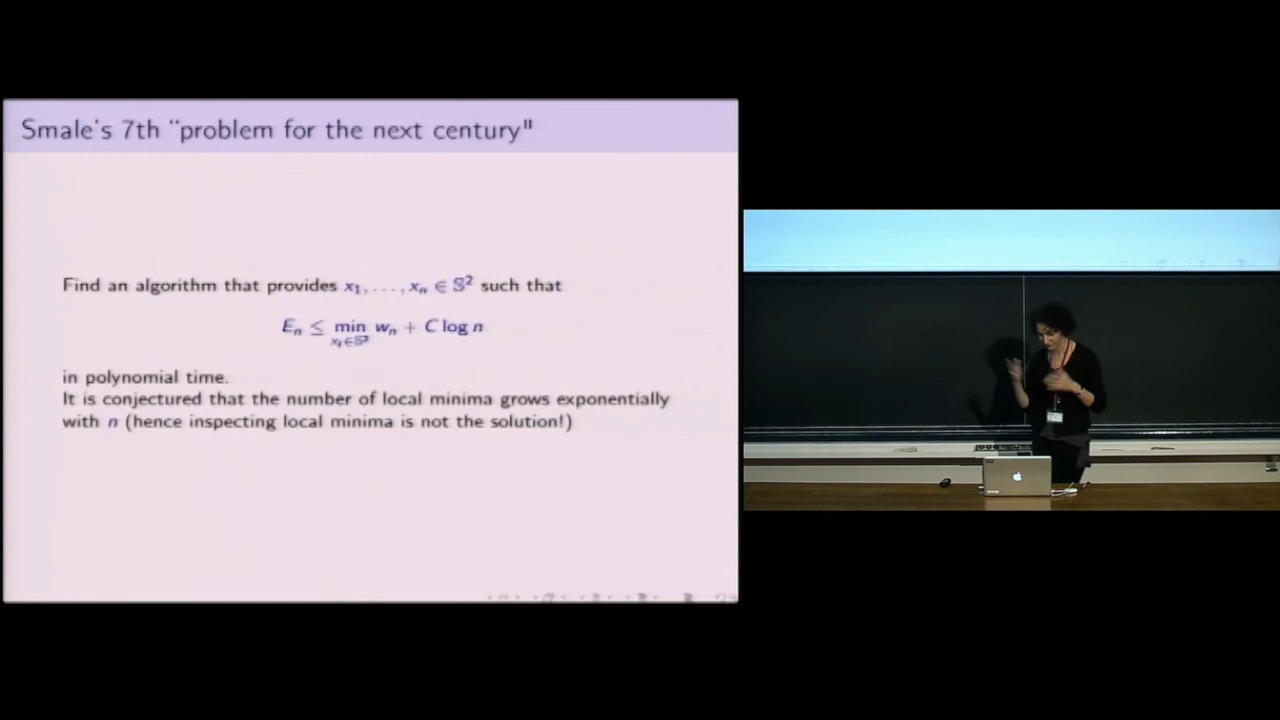 Smale's 7th “problem for the next century"
Find an algorithm that provides x₁, . . . , xₙ ∈ 𝕊² such that
Eₙ ≤ min wₙ + C log n
xᵢ∈𝕊²
in polynomial time.
It is conjectured that the number of local minima grows exponentially
with n (hence inspecting local minima is not the solution!)